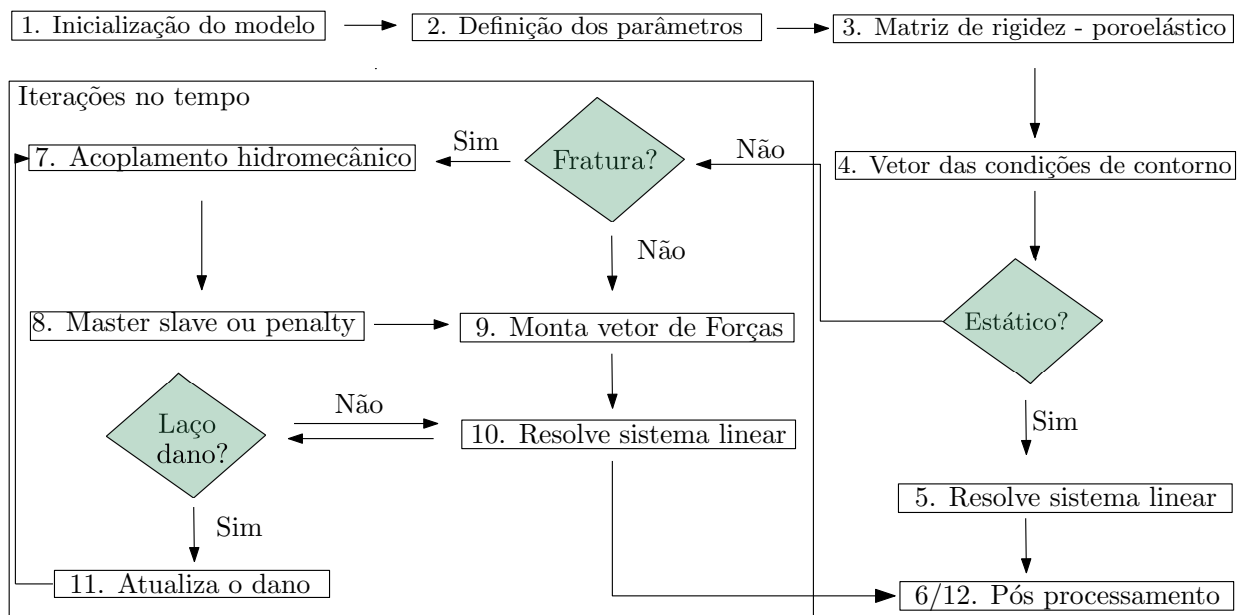 1. Inicialização do modelo
2. Definição dos parâmetros
3. Matriz de rigidez - poroelástico
Iterações no tempo
Sim
Fratura?
Não
7. Acoplamento hidromecânico
4. Vetor das condições de contorno
Não
8. Master slave ou penalty
9. Monta vetor de Forças
Estático?
Não
Laço
dano?
10. Resolve sistema linear
Sim
5. Resolve sistema linear
Sim
11. Atualiza o dano
6/12. Pós processamento